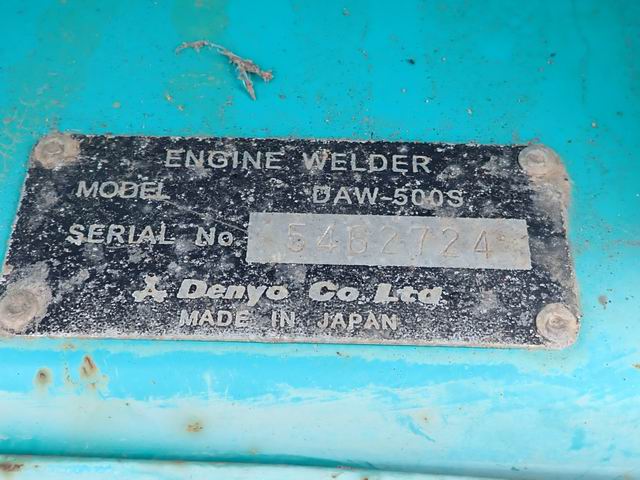 ENGINE WELDER
MODEL DAW-500S
SERIAL No. 5462724
Denyo Co. Ltd
MADE IN JAPAN